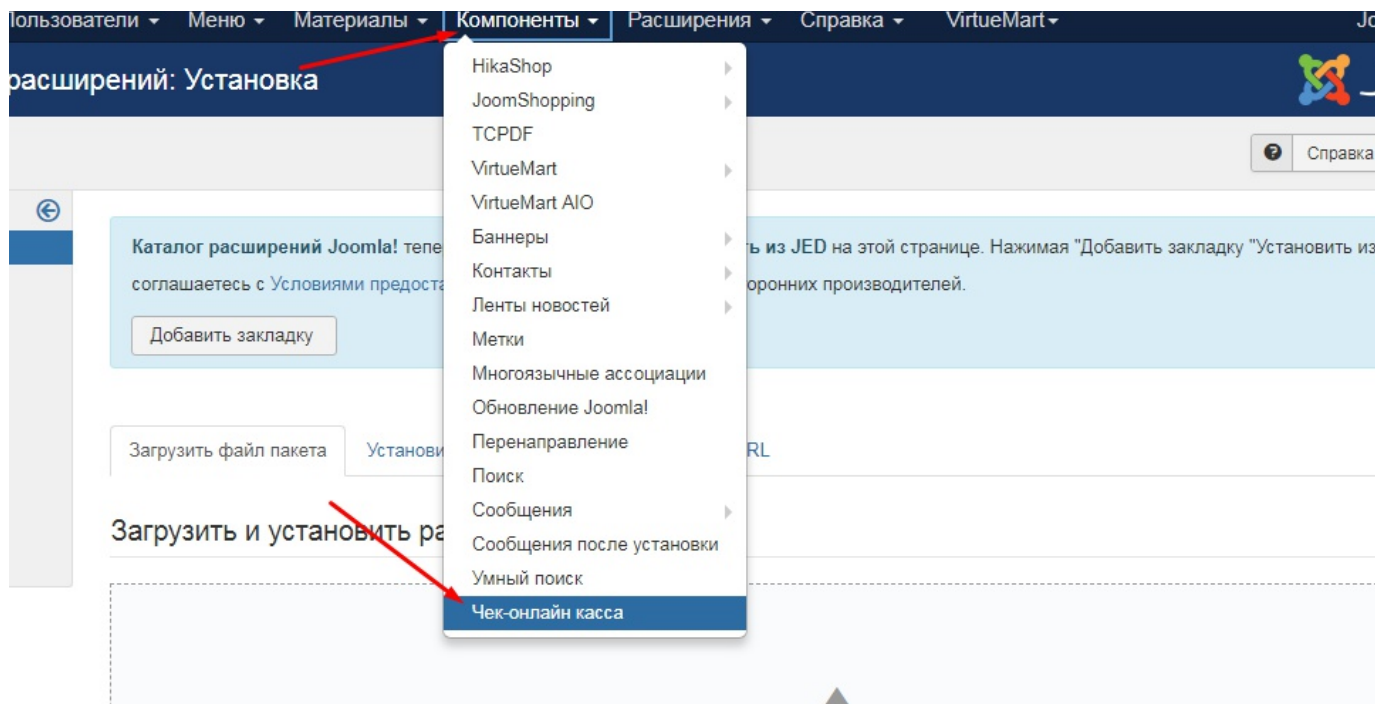 Пользователи Меню Материалы Компоненты Расширения Справка VirtueMart Jo
расширений: Установка
HikaShop
JoomShopping
TCPDF
VirtueMart
VirtueMart AIO
Баннеры
Контакты
Ленты новостей
Метки
Многоязычные ассоциации
Обновление Joomla!
Перенаправление
Поиск
Сообщения
Сообщения после установки
Умный поиск
Чек-онлайн касса
Справка
Каталог расширений Joomla! тепе ь из JED на этой странице. Нажимая "Добавить закладку "Установить из
соглашаетесь с Условиями предоста оронних производителей.
Добавить закладку
Загрузить файл пакета Установи RL
Загрузить и установить ра